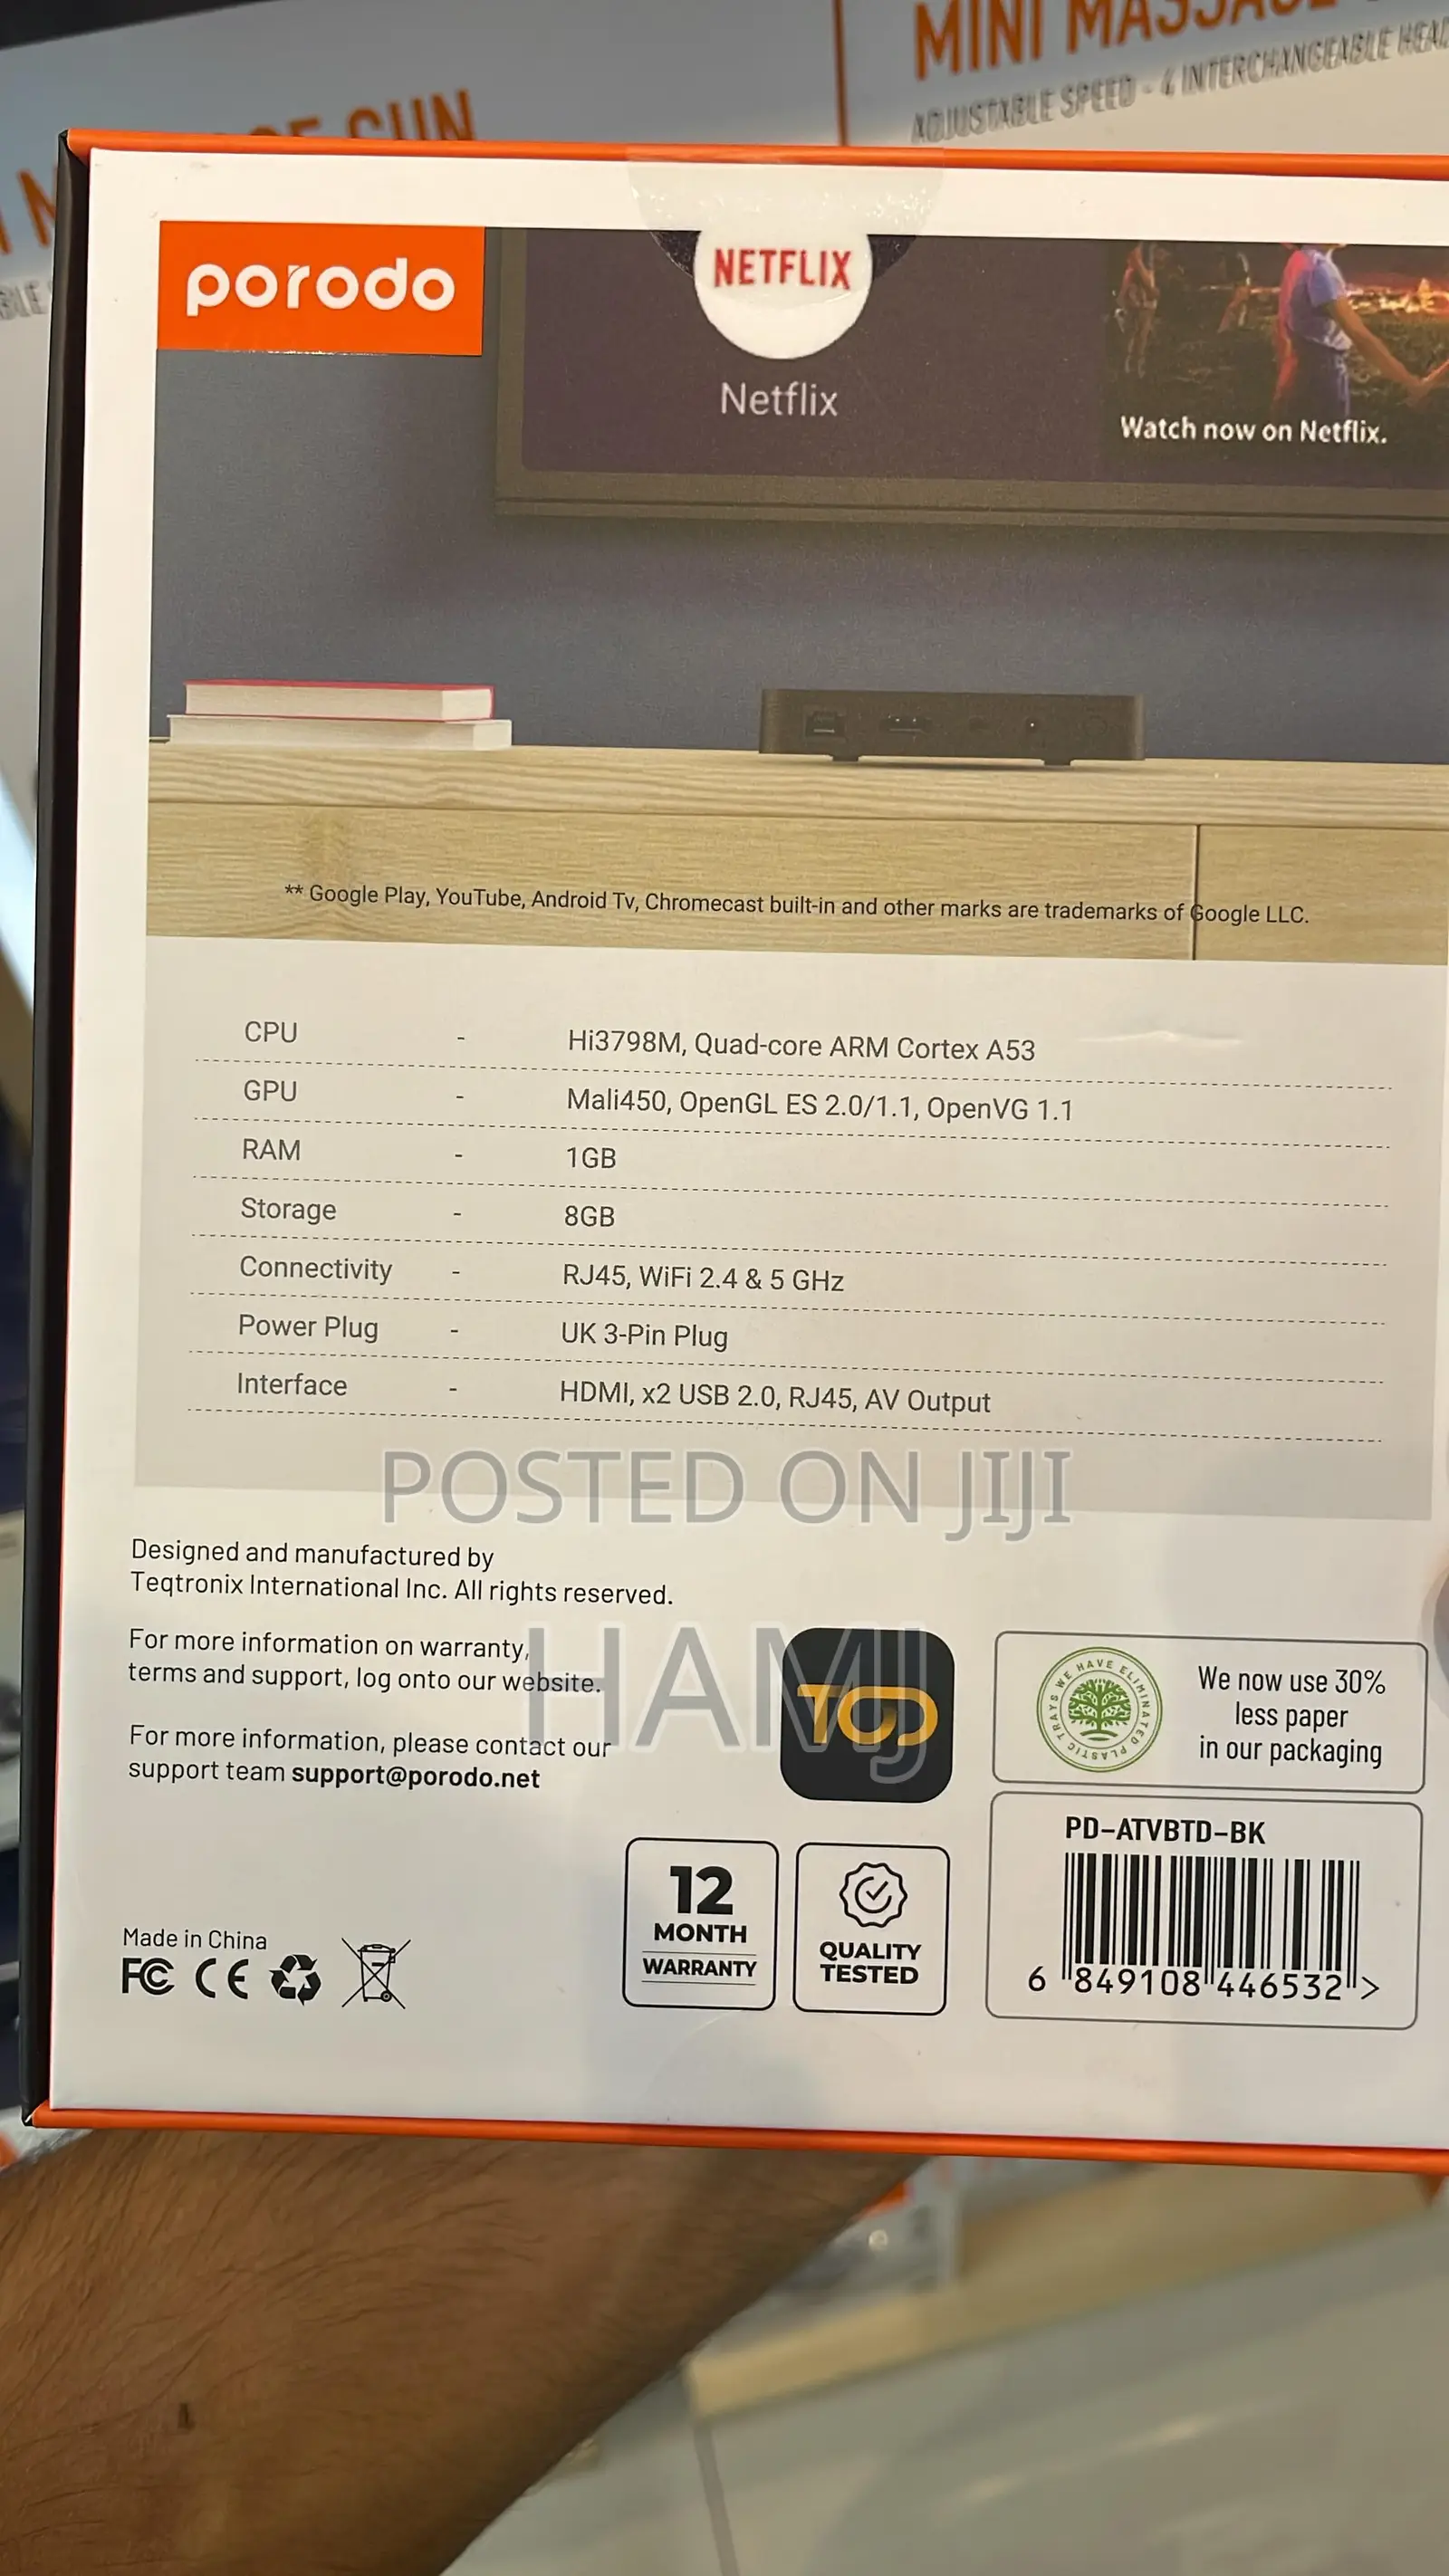 MINI MASSAGE
ADJUSTABLE SPEED - 4 INTERCHANGEABLE
GUN
porodo
NETFLIX
Netflix
Watch now on Netflix.
** Google Play, YouTube, Android Tv, Chromecast built-in and other marks are trademarks of Google LLC.
CPU - Hi3798M, Quad-core ARM Cortex A53
GPU - Mali450, OpenGL ES 2.0/1.1, OpenVG 1.1
RAM - 1GB
Storage - 8GB
Connectivity - RJ45, WiFi 2.4 & 5 GHz
Power Plug - UK 3-Pin Plug
Interface - HDMI, x2 USB 2.0, RJ45, AV Output
POSTED ON JIJI
Designed and manufactured by
Teqtronix International Inc. All rights reserved.
HAMJ
For more information on warranty,
terms and support, log onto our website.
For more information, please contact our
support team support@porodo.net
WE HAVE ELIMINATED PLASTIC TRAYS
We now use 30%
less paper
in our packaging
PD-ATVBTD-BK
6 849108 446532 >
12
MONTH
WARRANTY
QUALITY
TESTED
Made in China
FC CE